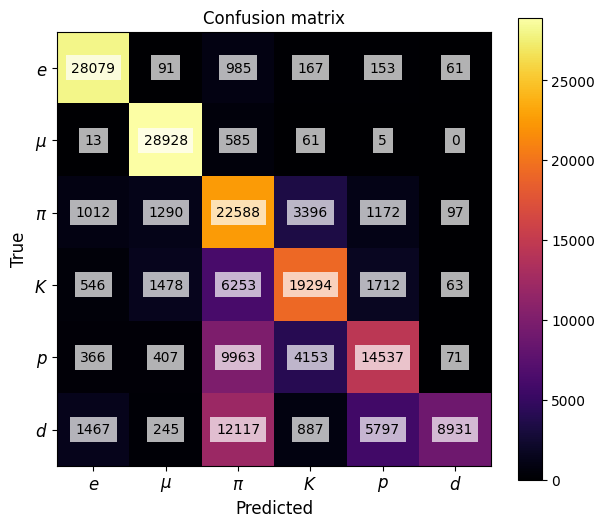 Confusion matrix
e 28079 91 985 167 153 61
μ 13 28928 585 61 5 0
π 1012 1290 22588 3396 1172 97
K 546 1478 6253 19294 1712 63
p 366 407 9963 4153 14537 71
d 1467 245 12117 887 5797 8931
e μ π K p d
True
Predicted
25000
20000
15000
10000
5000
0